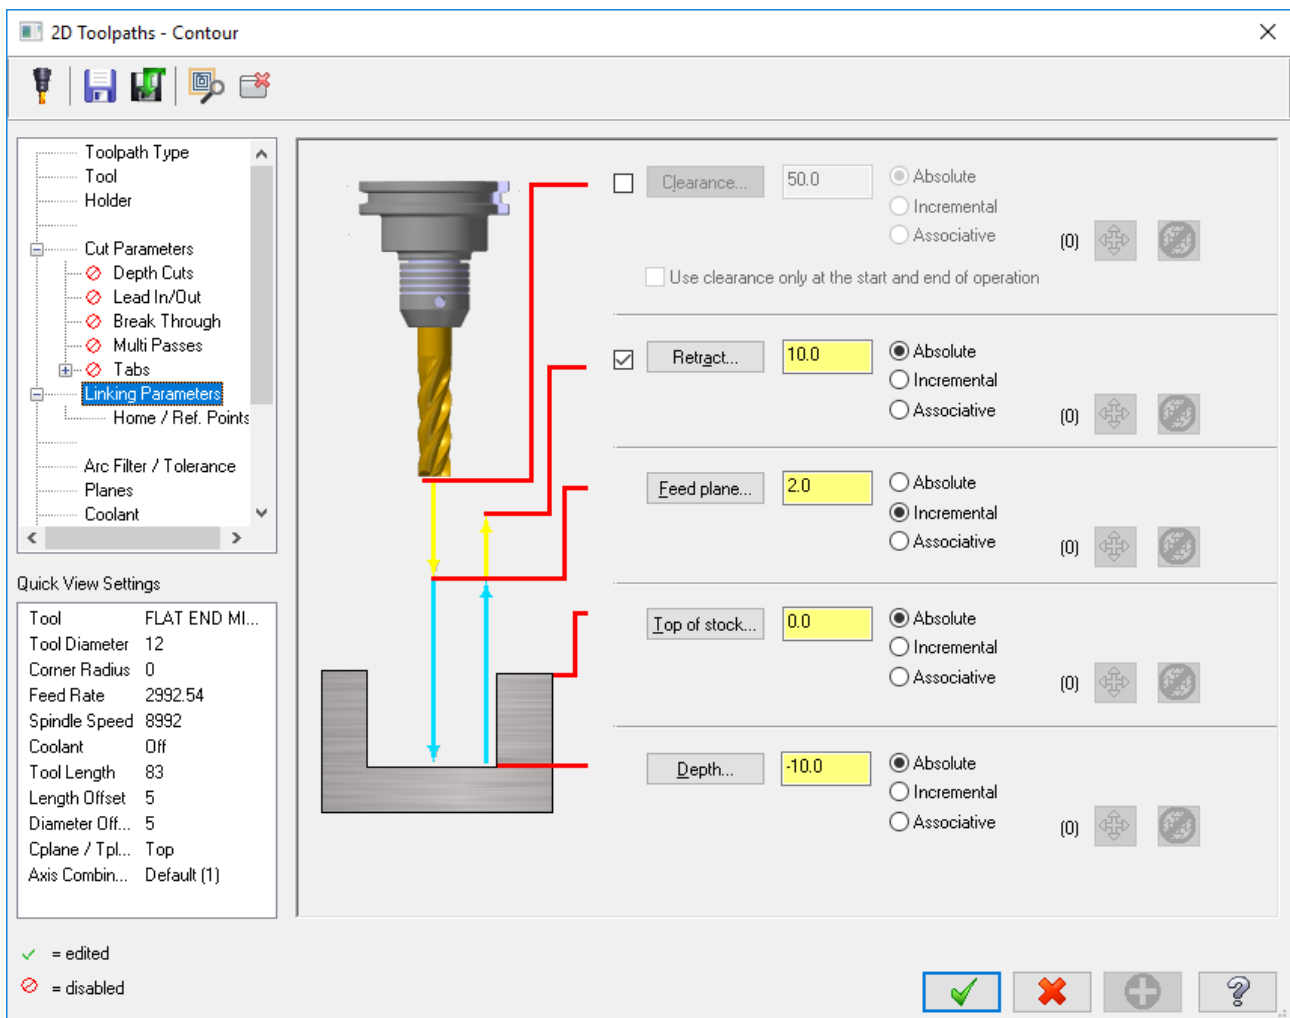 2D Toolpaths - Contour
Toolpath Type
Tool
Holder
Cut Parameters
Depth Cuts
Lead In/Out
Break Through
Multi Passes
Tabs
Linking Parameters
Home / Ref. Points
Arc Filter / Tolerance
Planes
Coolant
Quick View Settings
Tool FLAT END MI...
Tool Diameter 12
Corner Radius 0
Feed Rate 2992.54
Spindle Speed 8992
Coolant Off
Tool Length 83
Length Offset 5
Diameter Off... 5
Cplane / Tpl... Top
Axis Combin... Default (1)
= edited
= disabled
Clearance... 50.0 Absolute
Incremental
Associative (0)
Use clearance only at the start and end of operation
Retract... 10.0 Absolute
Incremental
Associative (0)
Feed plane... 2.0 Absolute
Incremental
Associative (0)
Top of stock... 0.0 Absolute
Incremental
Associative (0)
Depth... -10.0 Absolute
Incremental
Associative (0)